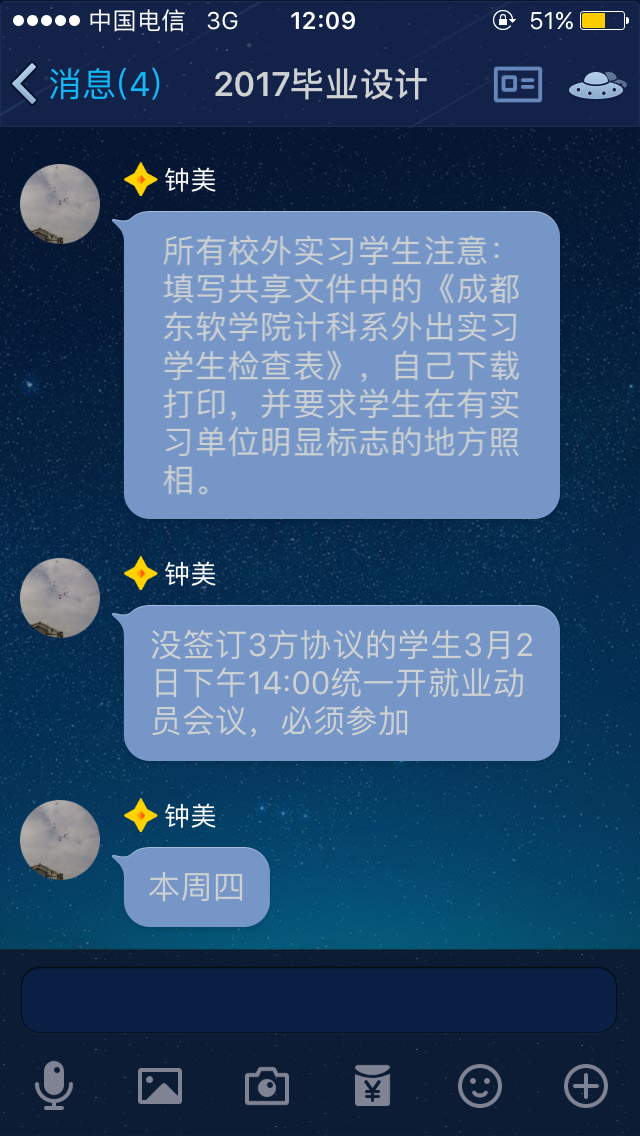 中国电信 3G 12:09 51%
消息(4) 2017毕业设计
钟美
所有校外实习学生注意：
填写共享文件中的《成都
东软学院计科系外出实习
学生检查表》，自己下载
打印，并要求学生在有实
习单位明显标志的地方照
相。
钟美
没签订3方协议的学生3月2
日下午14:00统一开就业动
员会议，必须参加
钟美
本周四
¥